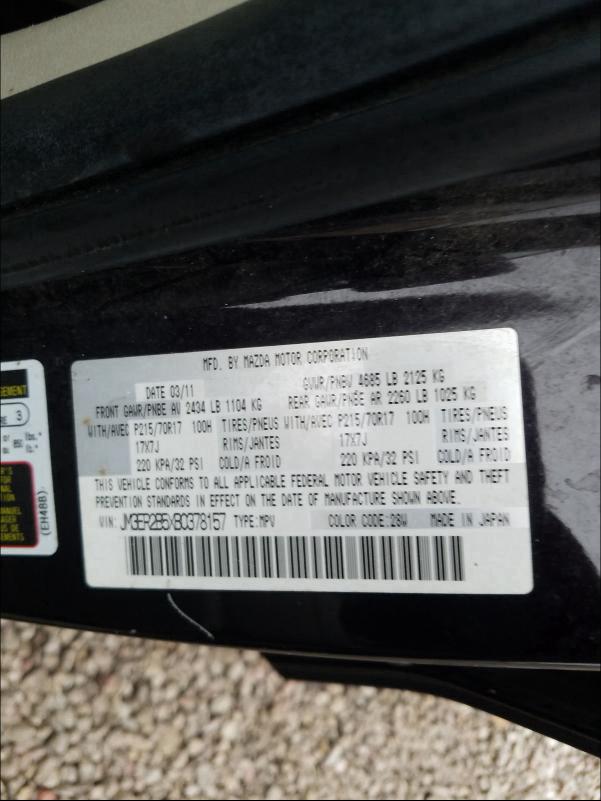 MFD. BY MAZDA MOTOR CORPORATION
DATE 03/11 GVWR/PNBV 4685 LB 2125 KG
FRONT GAWR/PNBE AV 2434 LB 1104 KG REAR GAWR/PNBE AR 2260 LB 1025 KG
WITH/AVEC P215/70R17 100H TIRES/PNEUS WITH/AVEC P215/70R17 100H TIRES/PNEUS
17X7J RIMS/JANTES 17X7J RIMS/JANTES
220 KPA/32 PSI COLD/A FROID 220 KPA/32 PSI COLD/A FROID
THIS VEHICLE CONFORMS TO ALL APPLICABLE FEDERAL MOTOR VEHICLE SAFETY AND THEFT
PREVENTION STANDARDS IN EFFECT ON THE DATE OF MANUFACTURE SHOWN ABOVE.
VIN: JM3ER2B5XB0378157 TYPE:MPV COLOR CODE:28W MADE IN JAPAN
(EH48B)